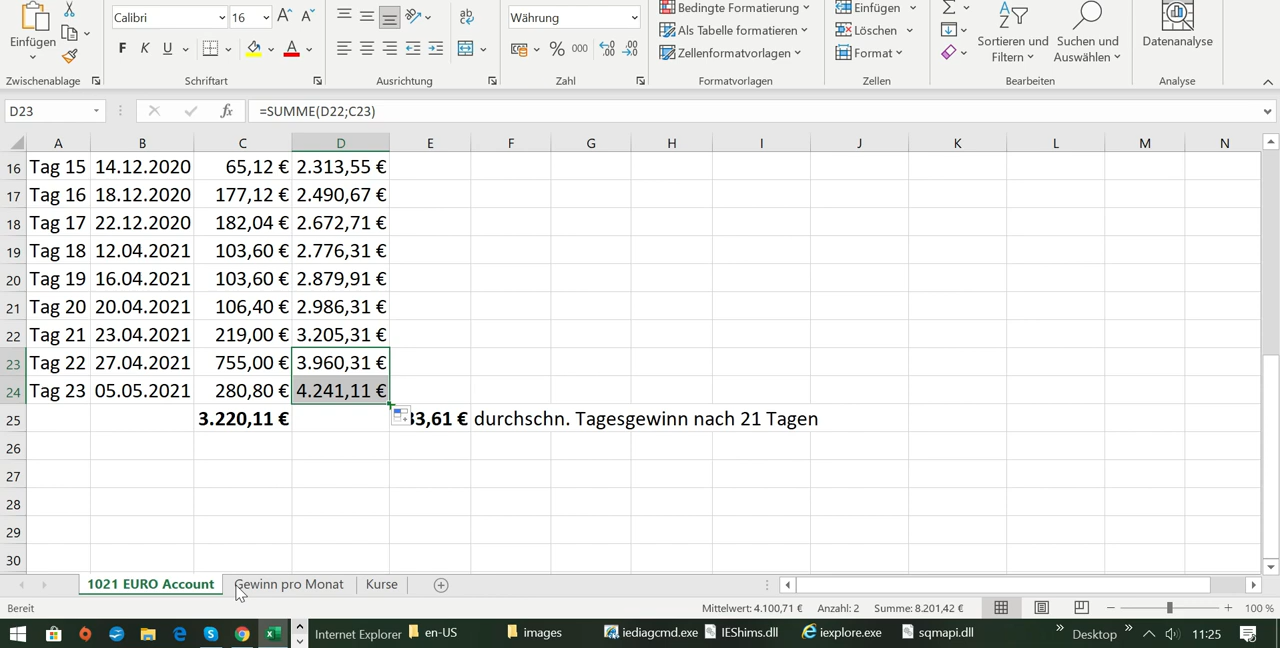 Calibri 16 Währung Bedingte Formatierung Einfügen
Als Tabelle formatieren Löschen
Einfügen F K U A % 000 Zellenformatvorlagen Format Sortieren und Filtern Suchen und Auswählen Datenanalyse
Zwischenablage Schriftart Ausrichtung Zahl Formatvorlagen Zellen Bearbeiten Analyse
D23 fx =SUMME(D22;C23)
A B C D E F G H I J K L M N
16 Tag 15 14.12.2020 65,12 € 2.313,55 €
17 Tag 16 18.12.2020 177,12 € 2.490,67 €
18 Tag 17 22.12.2020 182,04 € 2.672,71 €
19 Tag 18 12.04.2021 103,60 € 2.776,31 €
20 Tag 19 16.04.2021 103,60 € 2.879,91 €
21 Tag 20 20.04.2021 106,40 € 2.986,31 €
22 Tag 21 23.04.2021 219,00 € 3.205,31 €
23 Tag 22 27.04.2021 755,00 € 3.960,31 €
24 Tag 23 05.05.2021 280,80 € 4.241,11 €
25 3.220,11 € 33,61 € durchschn. Tagesgewinn nach 21 Tagen
26
27
28
29
30
1021 EURO Account Gewinn pro Monat Kurse
Bereit Mittelwert: 4.100,71 € Anzahl: 2 Summe: 8.201,42 € 100 %
Internet Explorer en-US images iediagcmd.exe IEShims.dll iexplore.exe sqmapi.dll Desktop 11:25